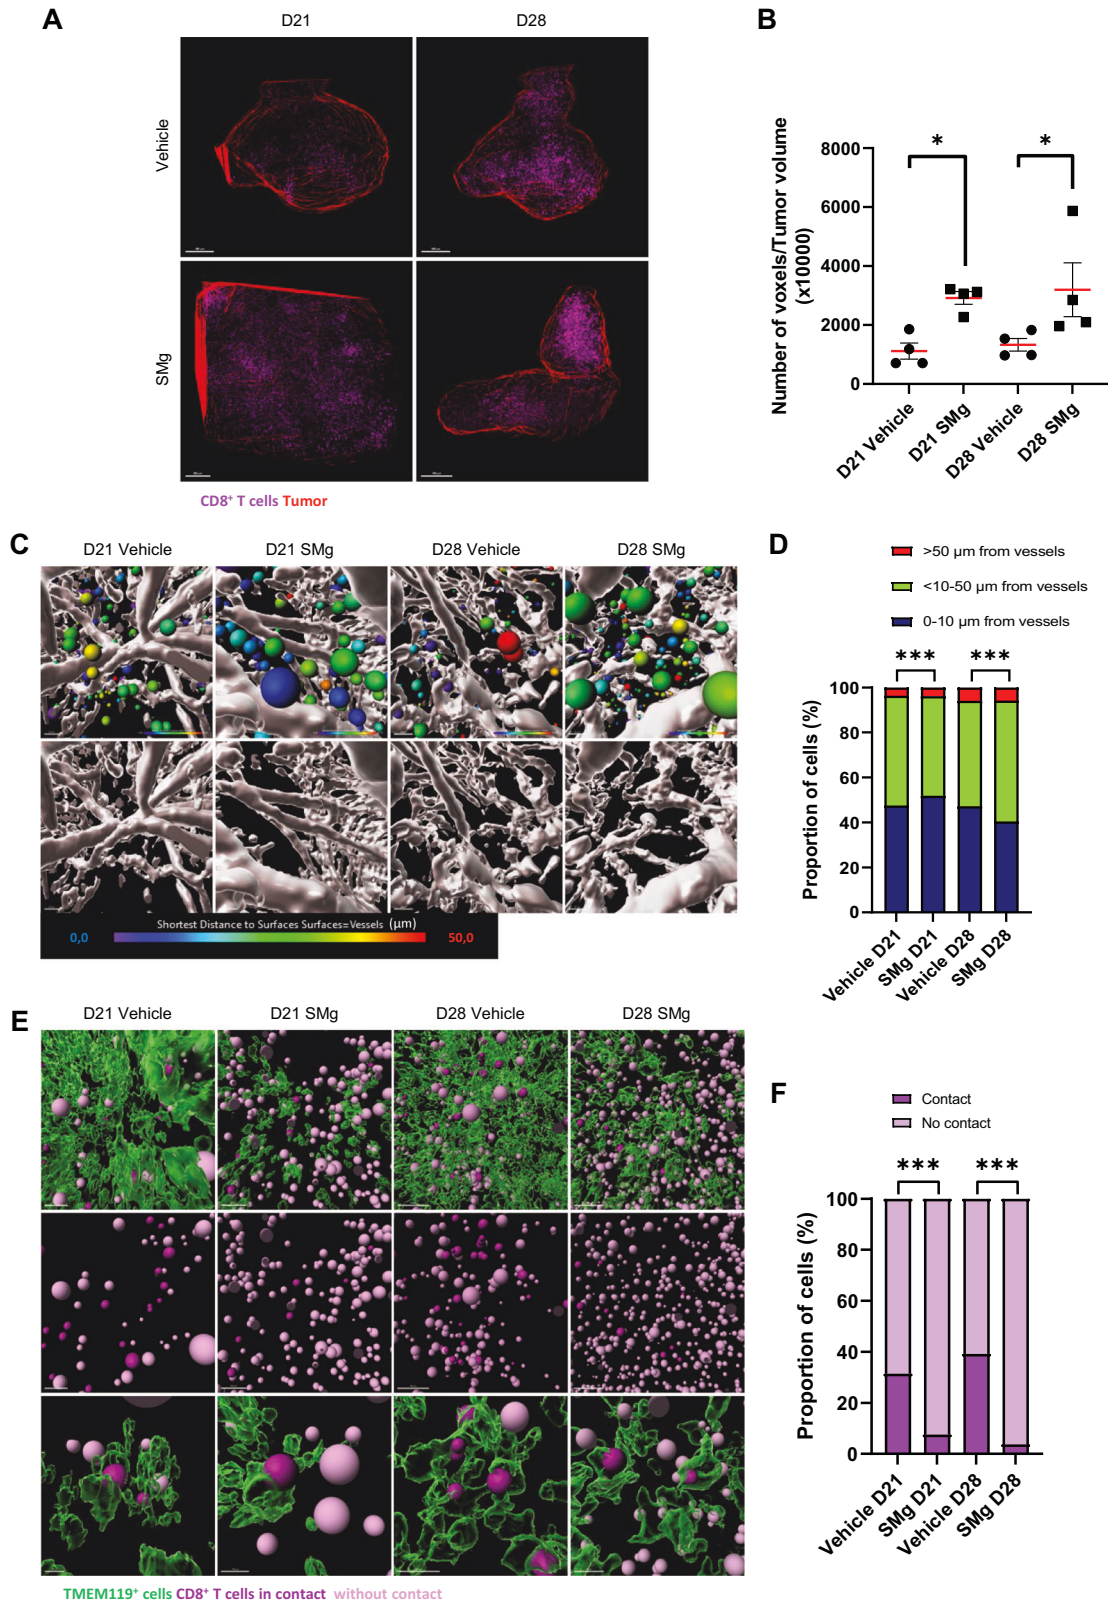 A
D21
D28
Vehicle
SMg
CD8+ T cells Tumor
B
Number of voxels/Tumor volume
(x10000)
8000
6000
4000
2000
0
*
*
D21 Vehicle
D21 SMg
D28 Vehicle
D28 SMg
C
D21 Vehicle
D21 SMg
D28 Vehicle
D28 SMg
Shortest Distance to Surfaces Surfaces=Vessels (µm)
0,0
50,0
D
>50 µm from vessels
<10-50 µm from vessels
0-10 µm from vessels
***
***
Proportion of cells (%)
100
80
60
40
20
0
Vehicle D21
SMg D21
Vehicle D28
SMg D28
E
D21 Vehicle
D21 SMg
D28 Vehicle
D28 SMg
TMEM119+ cells CD8+ T cells in contact without contact
F
Contact
No contact
***
***
Proportion of cells (%)
100
80
60
40
20
0
Vehicle D21
SMg D21
Vehicle D28
SMg D28